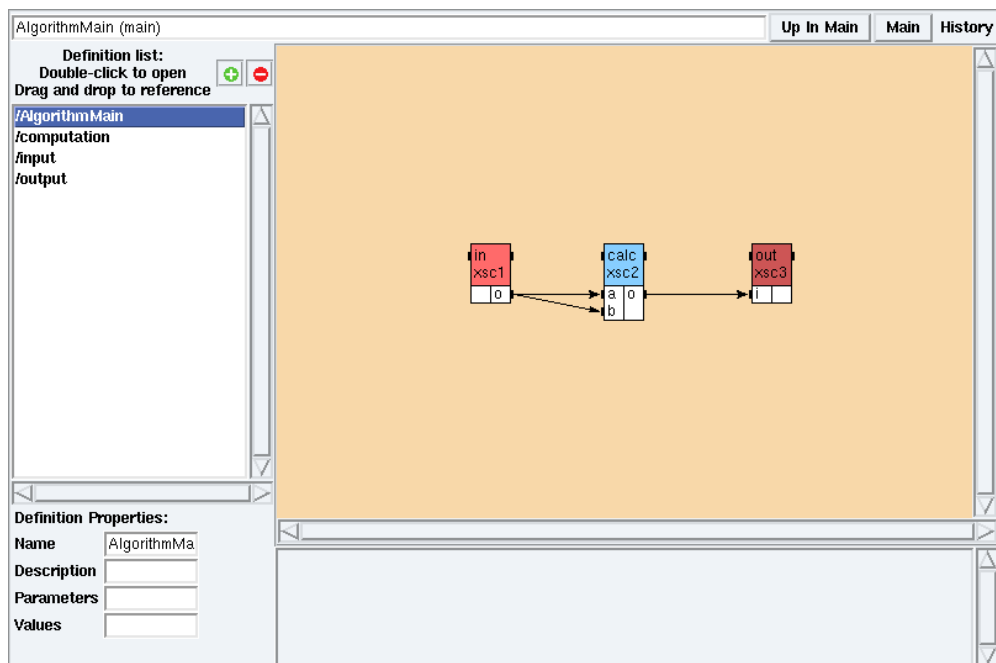 AlgorithmMain (main)
Up In Main
Main
History
Definition list:
Double-click to open
Drag and drop to reference
/AlgorithmMain
/computation
/input
/output
in
xsc1
o
calc
xsc2
a o
b
out
xsc3
i
Definition Properties:
Name AlgorithmMa
Description
Parameters
Values